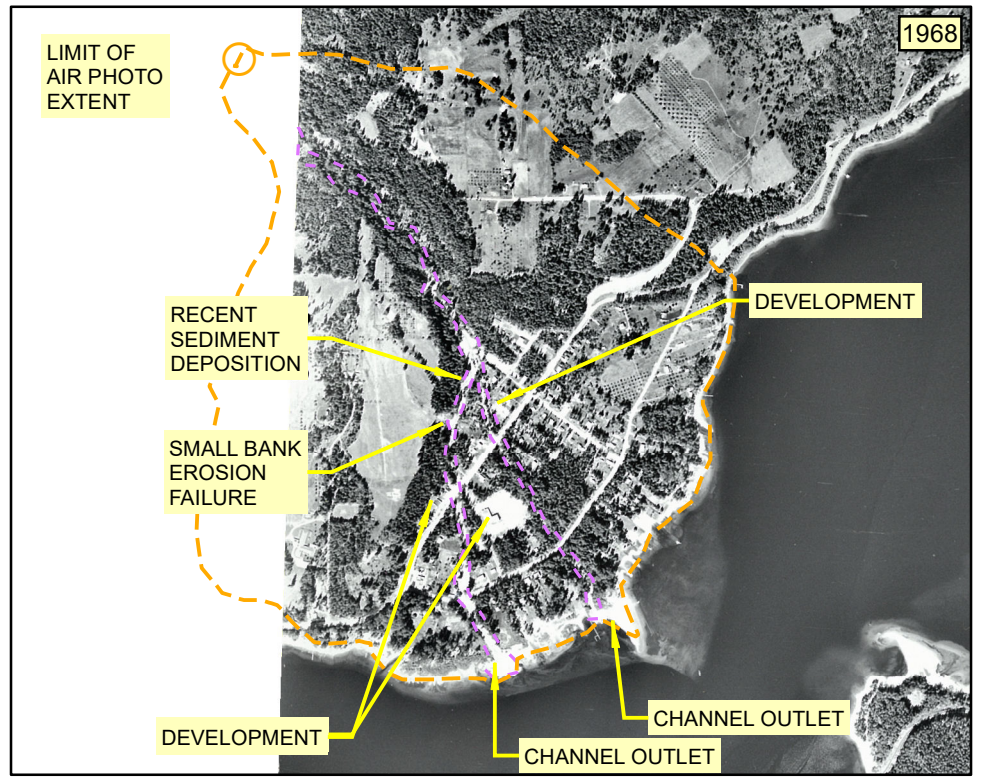 LIMIT OF
AIR PHOTO
EXTENT
1968
RECENT
SEDIMENT
DEPOSITION
DEVELOPMENT
SMALL BANK
EROSION
FAILURE
DEVELOPMENT
CHANNEL OUTLET
CHANNEL OUTLET